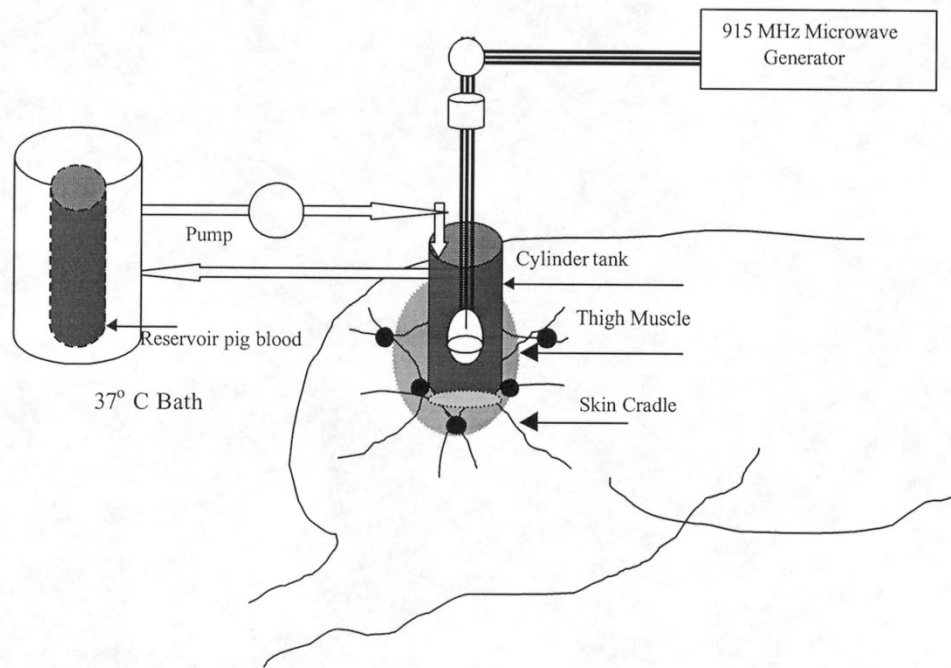 915 MHz Microwave
Generator
Pump
Cylinder tank
Thigh Muscle
Reservoir pig blood
37° C Bath
Skin Cradle